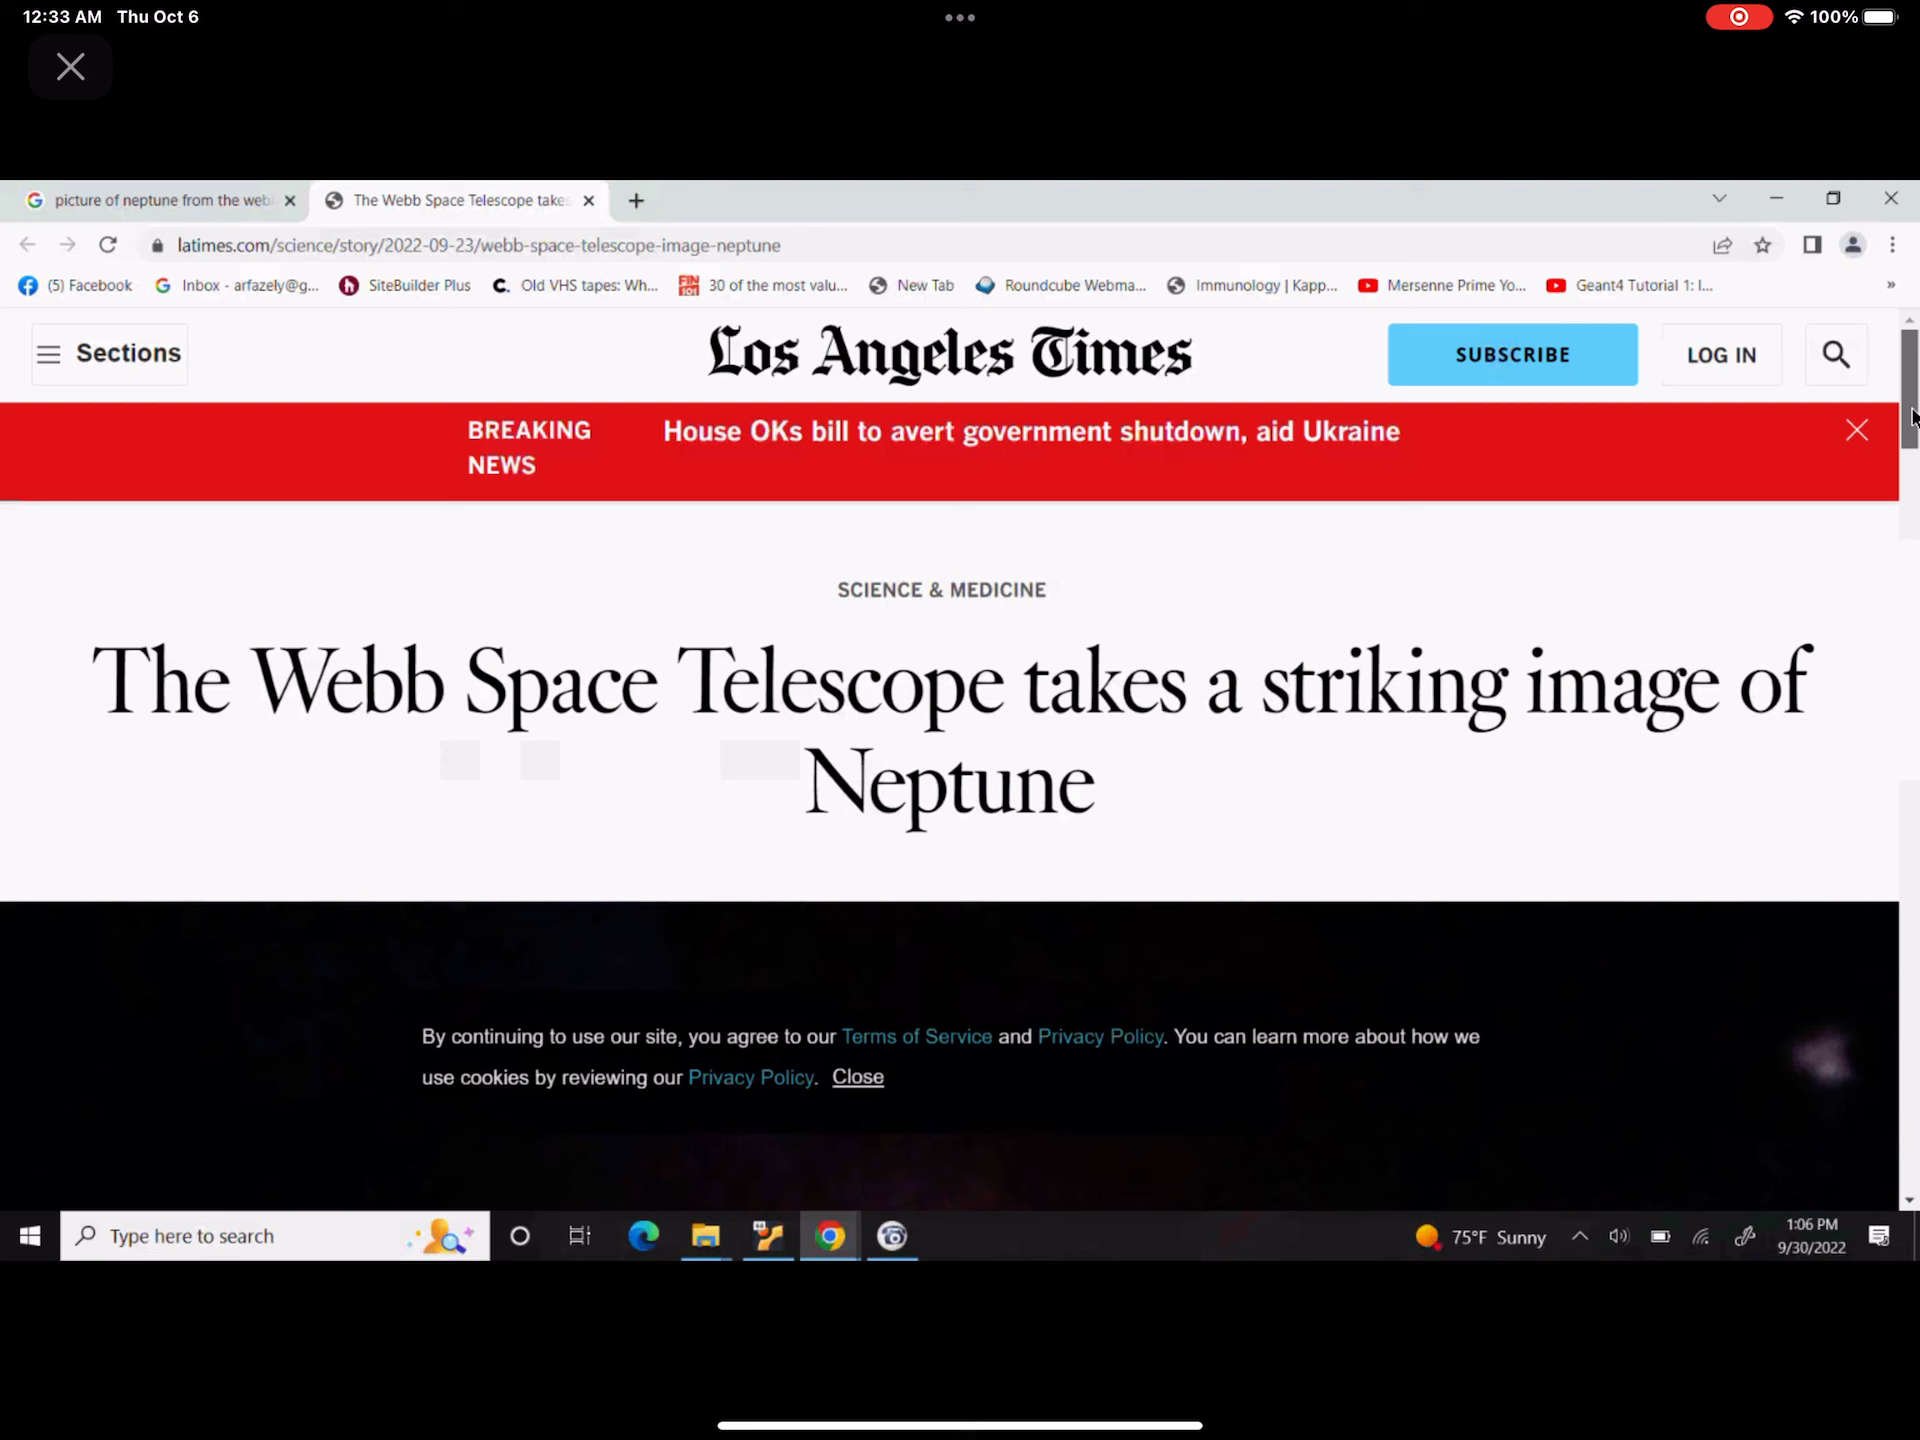 12:33 AM Thu Oct 6
100%
picture of neptune from the web
The Webb Space Telescope take
latimes.com/science/story/2022-09-23/webb-space-telescope-image-neptune
(5) Facebook
Inbox - arfazely@g...
SiteBuilder Plus
Old VHS tapes: Wh...
FIN 101
30 of the most valu...
New Tab
Roundcube Webma...
Immunology | Kapp...
Mersenne Prime Yo...
Geant4 Tutorial 1: I...
»
Sections
Los Angeles Times
SUBSCRIBE
LOG IN
BREAKING
NEWS
House OKs bill to avert government shutdown, aid Ukraine
SCIENCE & MEDICINE
The Webb Space Telescope takes a striking image of
Neptune
By continuing to use our site, you agree to our Terms of Service and Privacy Policy. You can learn more about how we
use cookies by reviewing our Privacy Policy. Close
Type here to search
75°F Sunny
1:06 PM
9/30/2022